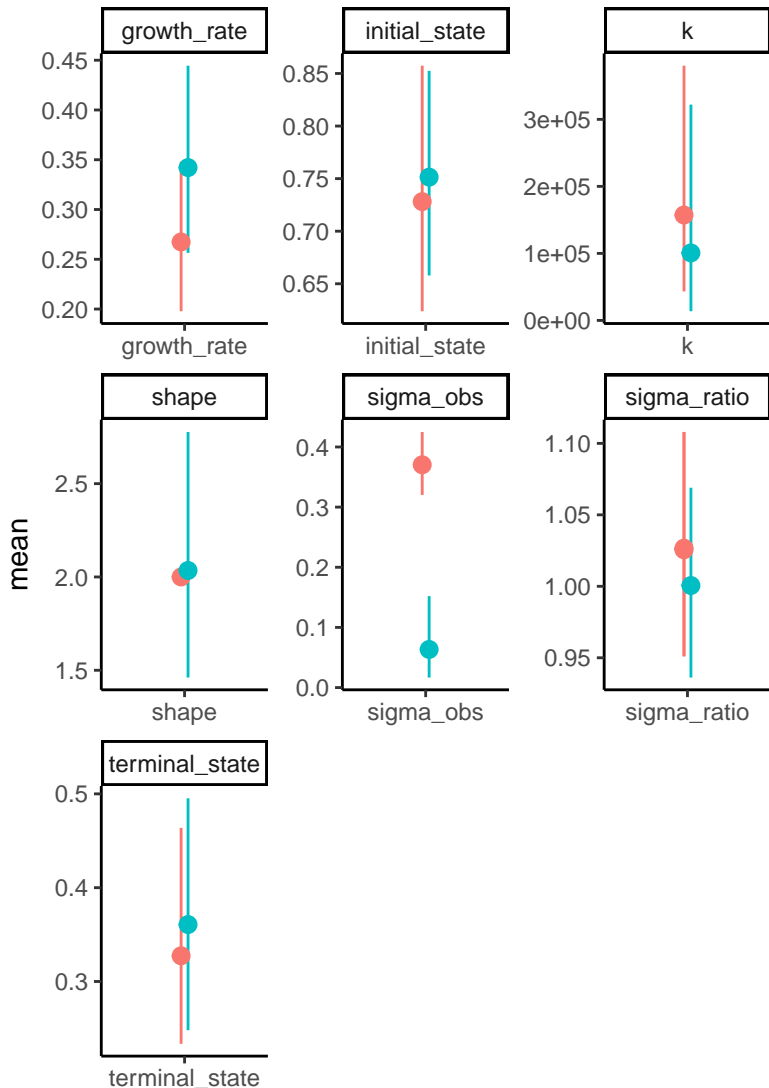 growth_rate
initial_state
k
0.45
0.40
0.35
0.30
0.25
0.20
0.85
0.80
0.75
0.70
0.65
3e+05
2e+05
1e+05
0e+00
growth_rate
initial_state
k
shape
sigma_obs
sigma_ratio
2.5
2.0
1.5
0.4
0.3
0.2
0.1
0.0
1.10
1.05
1.00
0.95
shape
sigma_obs
sigma_ratio
terminal_state
0.5
0.4
0.3
terminal_state
mean